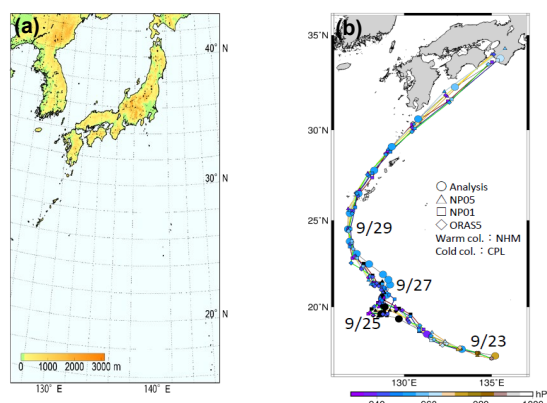 (a)
40° N
30° N
20° N
0 1000 2000 3000 m
130° E 140° E
(b)
35°N
30°N
25°N
20°N
Analysis
NP05
NP01
ORAS5
Warm col. : NHM
Cold col. : CPL
9/29
9/27
9/25
9/23
130°E 135°E
hP